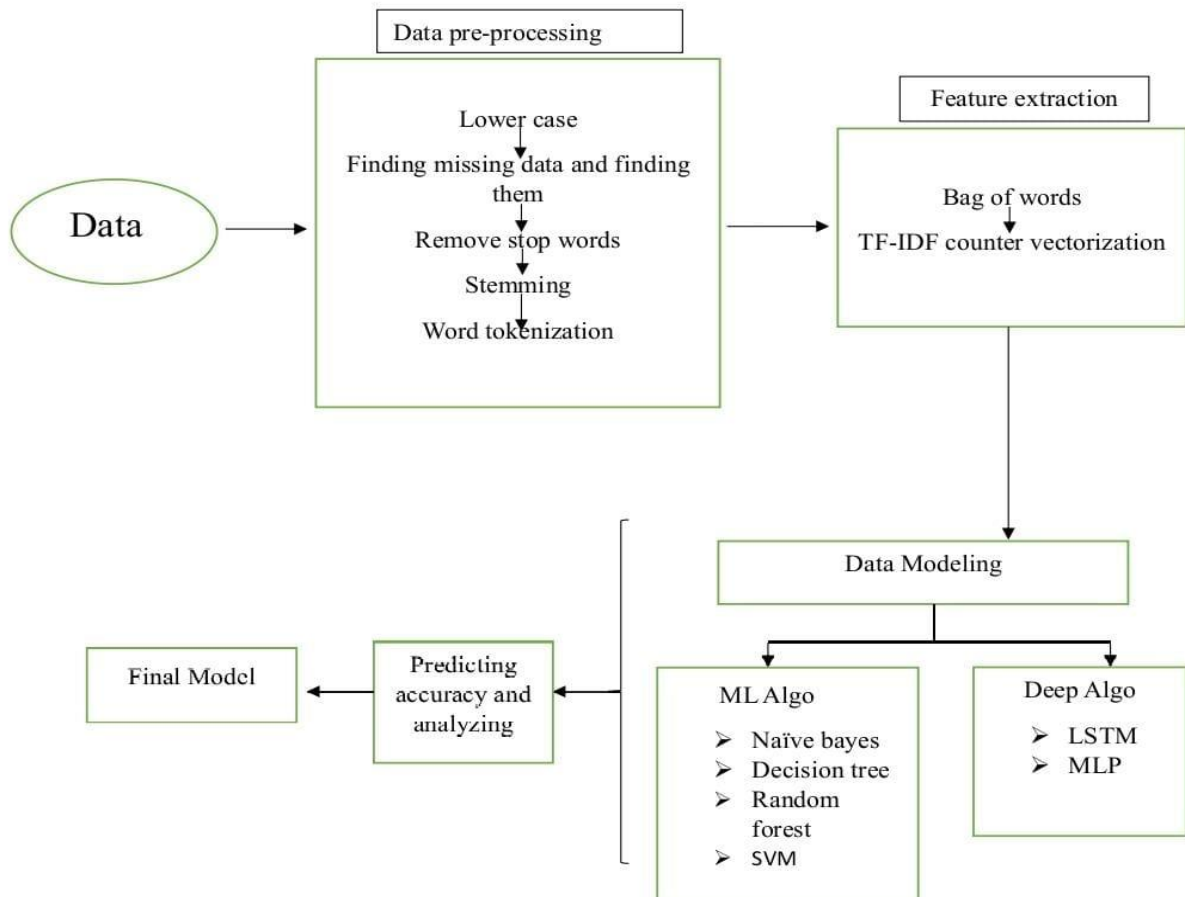 Data pre-processing
Lower case
Finding missing data and finding
them
Remove stop words
Stemming
Word tokenization
Feature extraction
Bag of words
TF-IDF counter vectorization
Data
Data Modeling
ML Algo
Naïve bayes
Decision tree
Random
forest
SVM
Deep Algo
LSTM
MLP
Predicting
accuracy and
analyzing
Final Model